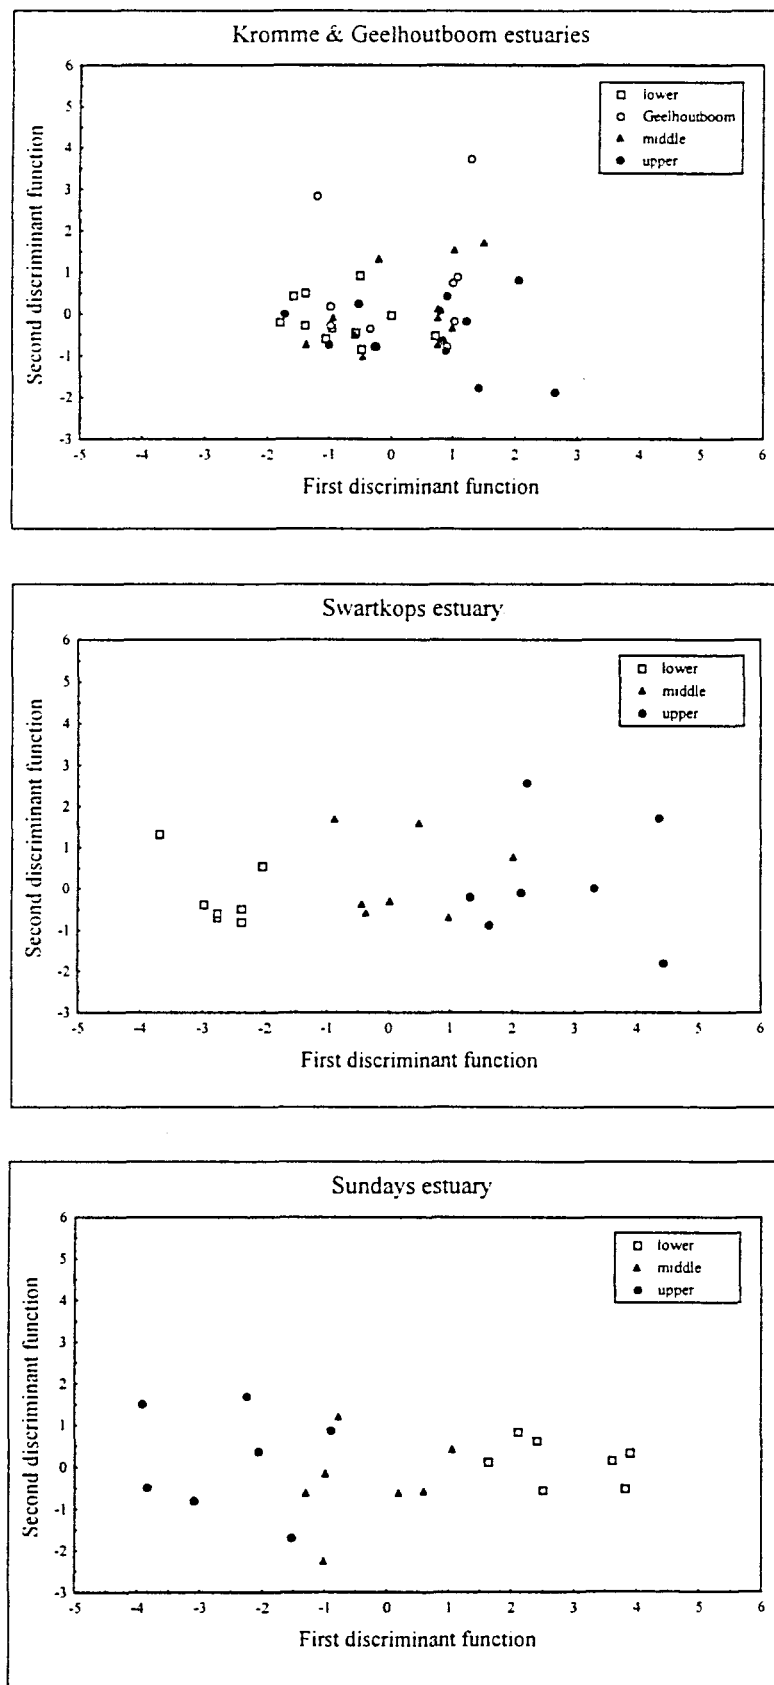 Kromme & Geelhoutboom estuaries
6
5
4
3
2
1
0
-1
-2
-3
Second discriminant function
lower
Geelhoutboom
middle
upper
-5 -4 -3 -2 -1 0 1 2 3 4 5 6
First discriminant function
Swartkops estuary
6
5
4
3
2
1
0
-1
-2
-3
Second discriminant function
lower
middle
upper
-5 -4 -3 -2 -1 0 1 2 3 4 5 6
First discriminant function
Sundays estuary
6
5
4
3
2
1
0
-1
-2
-3
Second discriminant function
lower
middle
upper
-5 -4 -3 -2 -1 0 1 2 3 4 5 6
First discriminant function